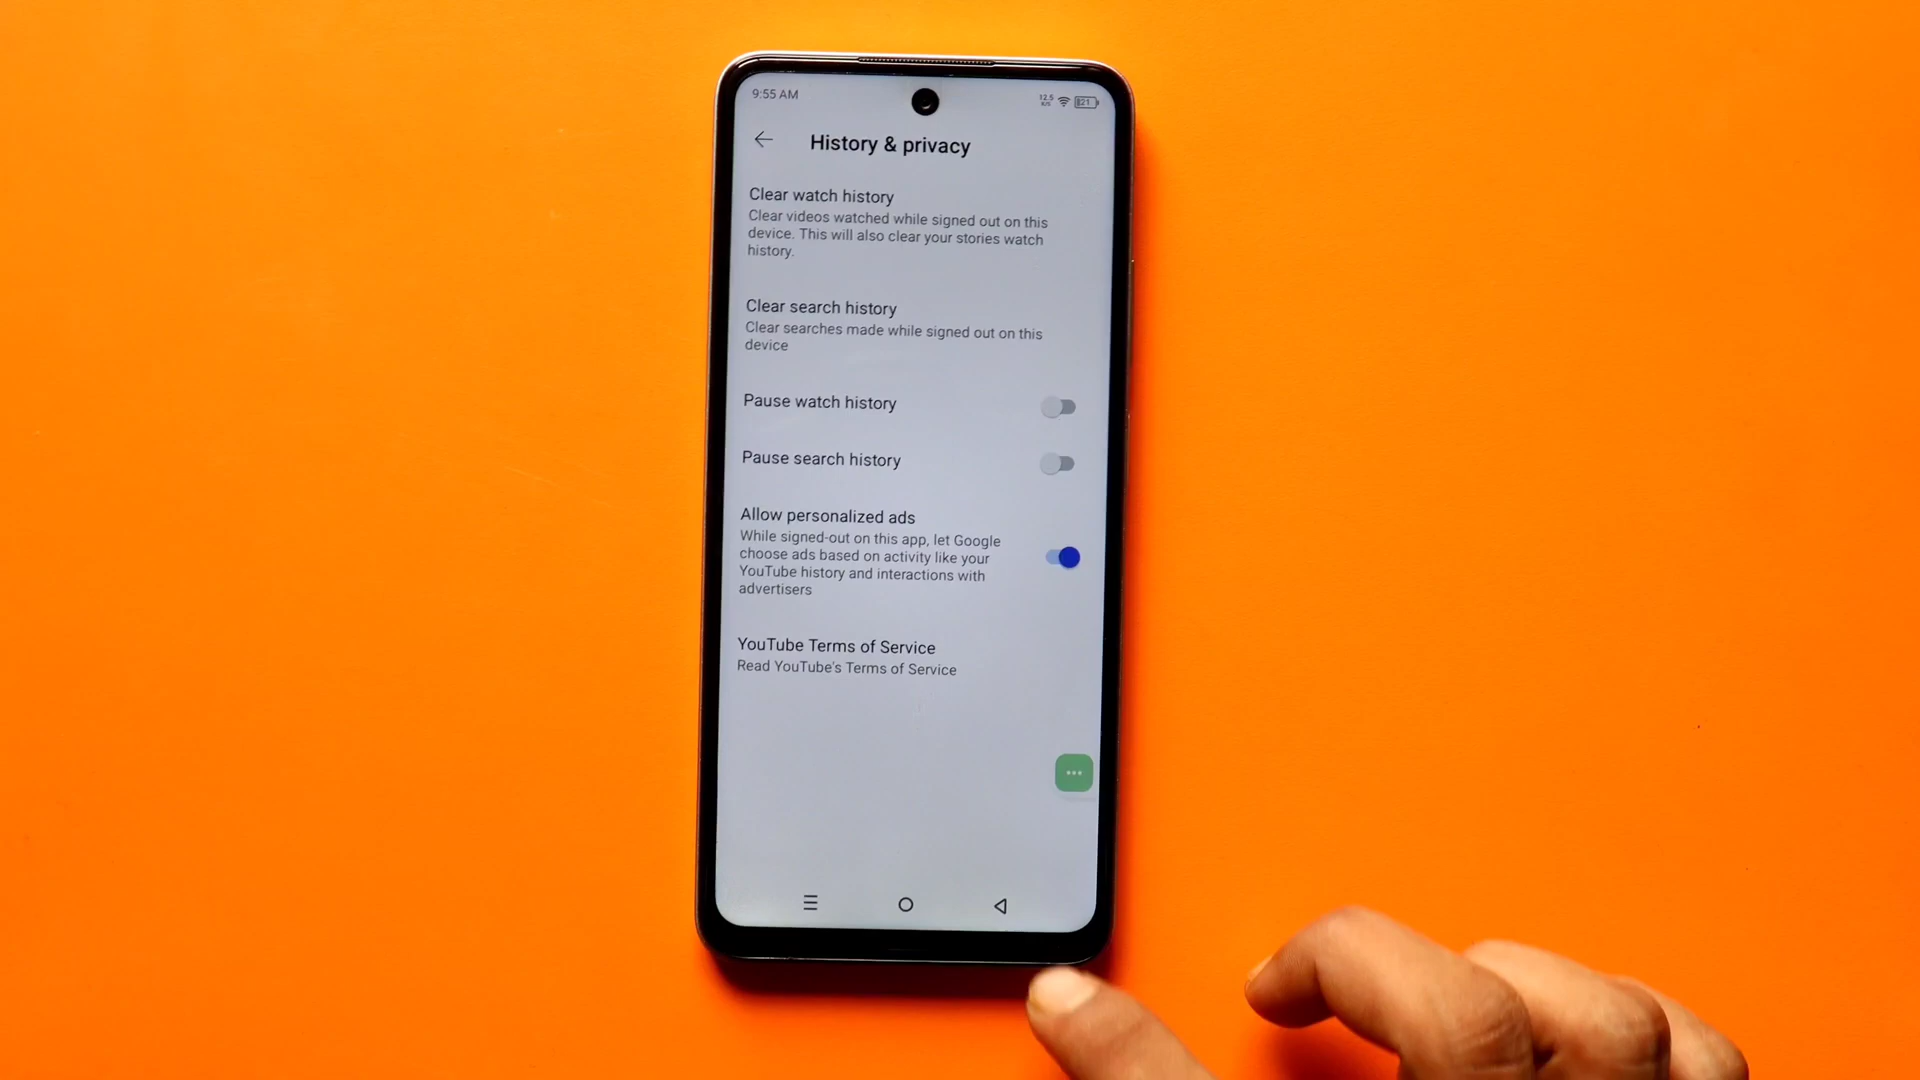 9:55 AM
12.5
K/s
21
History & privacy
Clear watch history
Clear videos watched while signed out on this
device. This will also clear your stories watch
history.
Clear search history
Clear searches made while signed out on this
device
Pause watch history
Pause search history
Allow personalized ads
While signed-out on this app, let Google
choose ads based on activity like your
YouTube history and interactions with
advertisers
YouTube Terms of Service
Read YouTube's Terms of Service